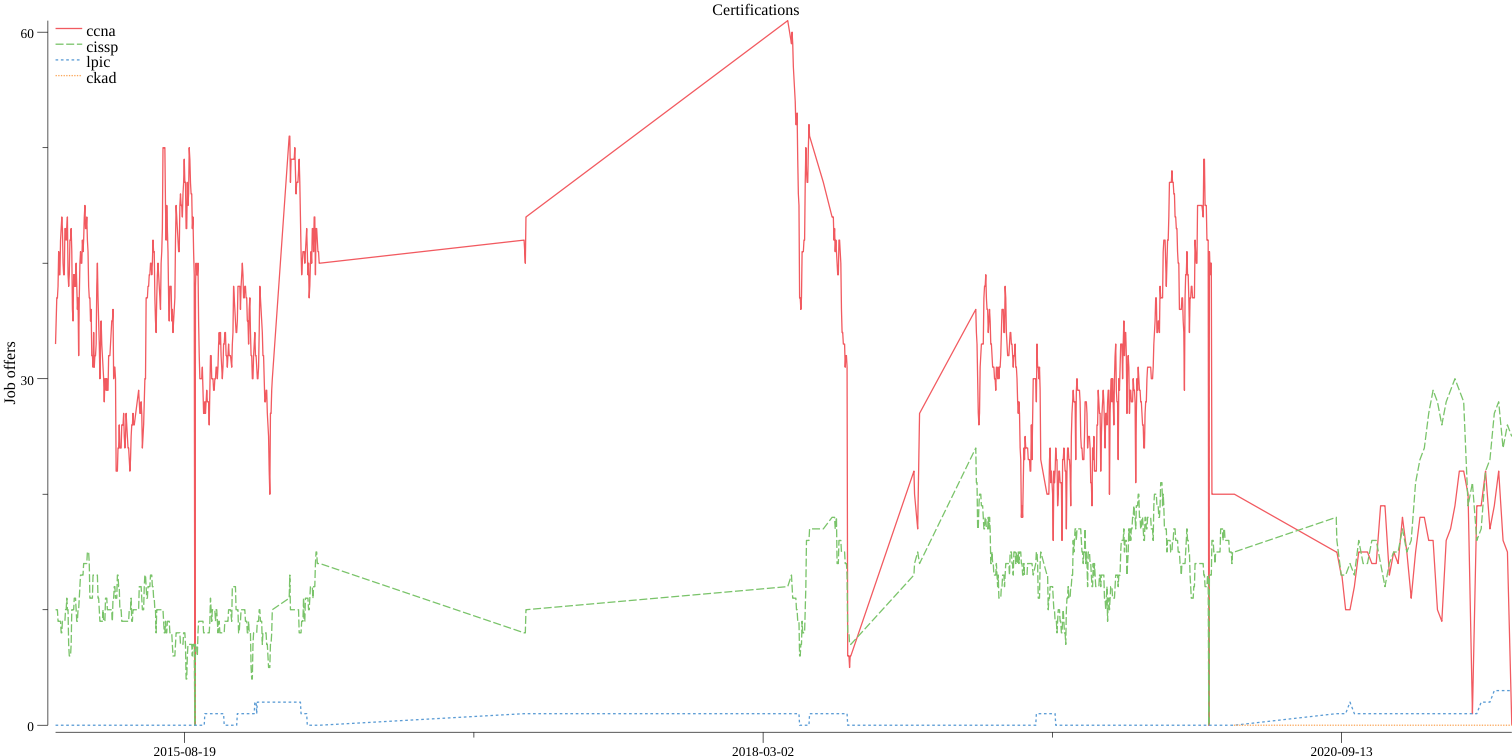 Certifications
60
ccna
cissp
lpic
ckad
Job offers
30
0
2015-08-19
2018-03-02
2020-09-13